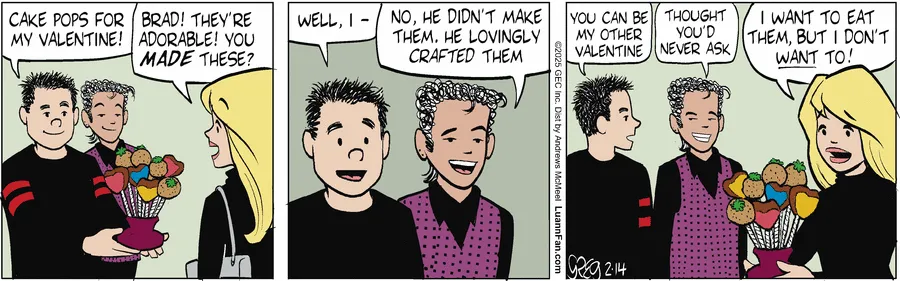 CAKE POPS FOR
MY VALENTINE!
BRAD! THEY'RE
ADORABLE! YOU
MADE THESE?
WELL, I -
NO, HE DIDN'T MAKE
THEM. HE LOVINGLY
CRAFTED THEM
©2025 GEC Inc. Dist by Andrews McMeel LuannFan.com
YOU CAN BE
MY OTHER
VALENTINE
THOUGHT
YOU'D
NEVER ASK
I WANT TO EAT
THEM, BUT I DON'T
WANT TO!
2-14